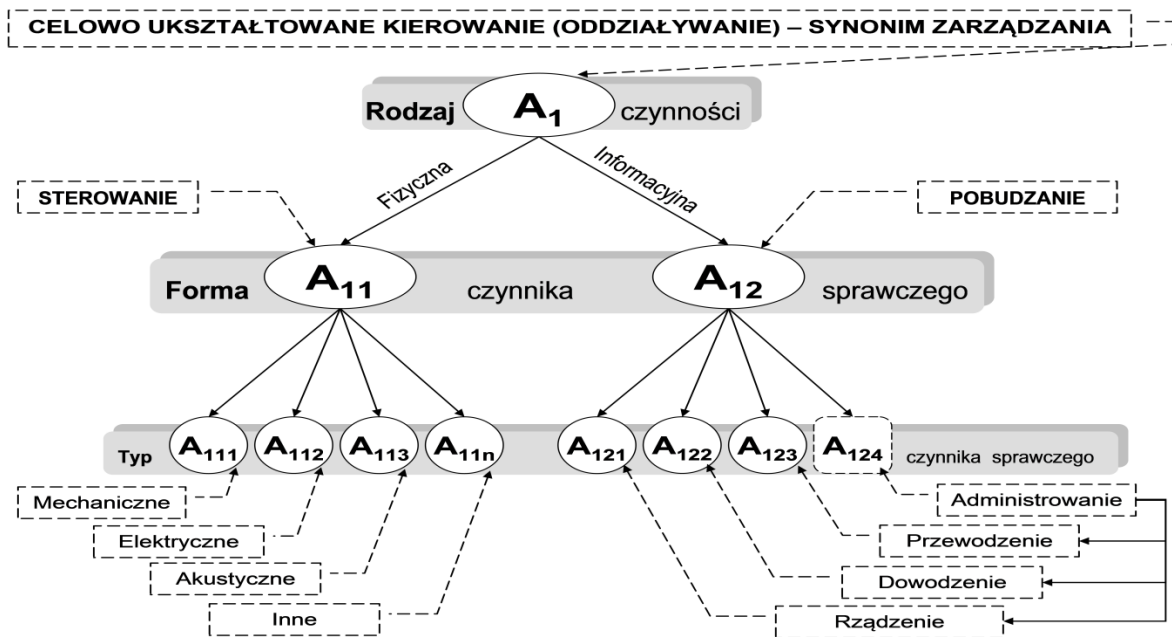 CELOWO UKSZTAŁTOWANE KIEROWANIE (ODDZIAŁYWANIE) – SYNONIM ZARZĄDZANIA
Rodzaj A1 czynności
Fizyczna
Informacyjna
STEROWANIE
POBUDZANIE
Forma A11 czynnika A12 sprawczego
Typ A111 A112 A113 A11n A121 A122 A123 A124 czynnika sprawczego
Mechaniczne
Administrowanie
Elektryczne
Przewodzenie
Akustyczne
Dowodzenie
Inne
Rządzenie